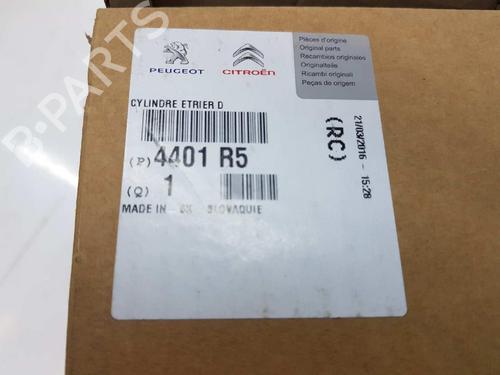 PEUGEOT
CITROËN
Pièces d'origine
Original parts
Recambios originales
Originalteile
Ricambi originali
Peças de origem
CYLINDRE ETRIER D
(P) 4401 R5
(Q) 1
MADE IN - SK - SLOVAQUIE
(RC)
21/03/2016 - 15:28
B-PARTS